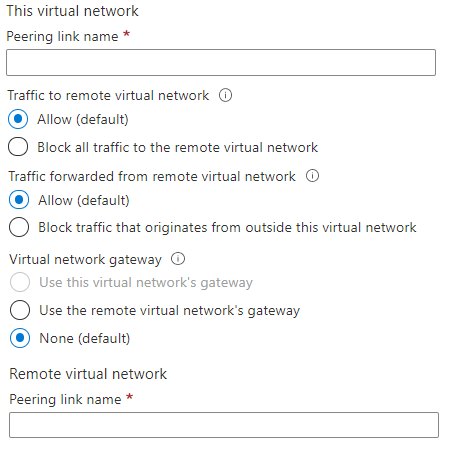 This virtual network
Peering link name *
Traffic to remote virtual network
Allow (default)
Block all traffic to the remote virtual network
Traffic forwarded from remote virtual network
Allow (default)
Block traffic that originates from outside this virtual network
Virtual network gateway
Use this virtual network's gateway
Use the remote virtual network's gateway
None (default)
Remote virtual network
Peering link name *